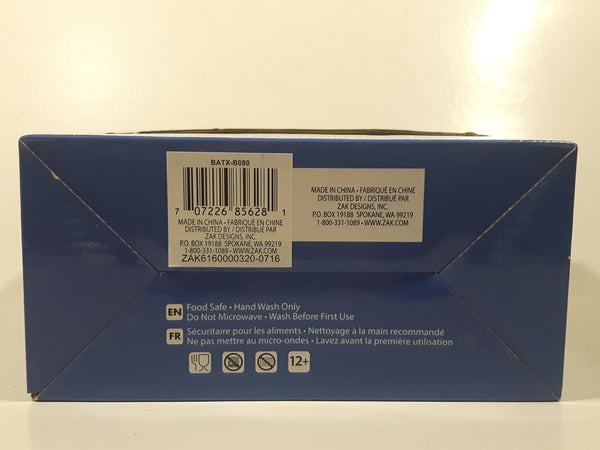 BATX-B080
7 07226 85628 1
MADE IN CHINA • FABRIQUÉ EN CHINE
DISTRIBUTED BY / DISTRIBUÉ PAR
ZAK DESIGNS, INC.
P.O. BOX 19188 SPOKANE, WA 99219
1-800-331-1089 • WWW.ZAK.COM
ZAK6160000320-0716
MADE IN CHINA • FABRIQUÉ EN CHINE
DISTRIBUTED BY / DISTRIBUÉ PAR
ZAK DESIGNS, INC.
P.O. BOX 19188 SPOKANE, WA 99219
1-800-331-1089 • WWW.ZAK.COM
EN Food Safe • Hand Wash Only
Do Not Microwave • Wash Before First Use
FR Sécuritaire pour les aliments • Nettoyage à la main recommandé
Ne pas mettre au micro-ondes • Lavez avant la première utilisation
12+